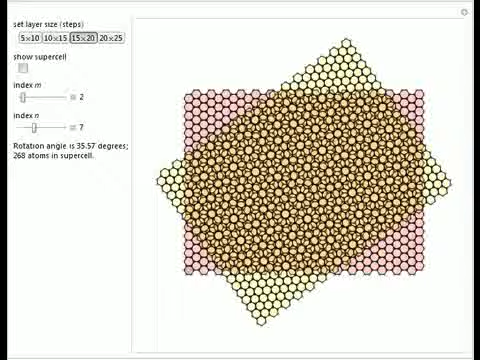 set layer size (steps)
5×10 10×15 15×20 20×25
show supercell
index m
2
index n
7
Rotation angle is 35.57 degrees;
268 atoms in supercell.